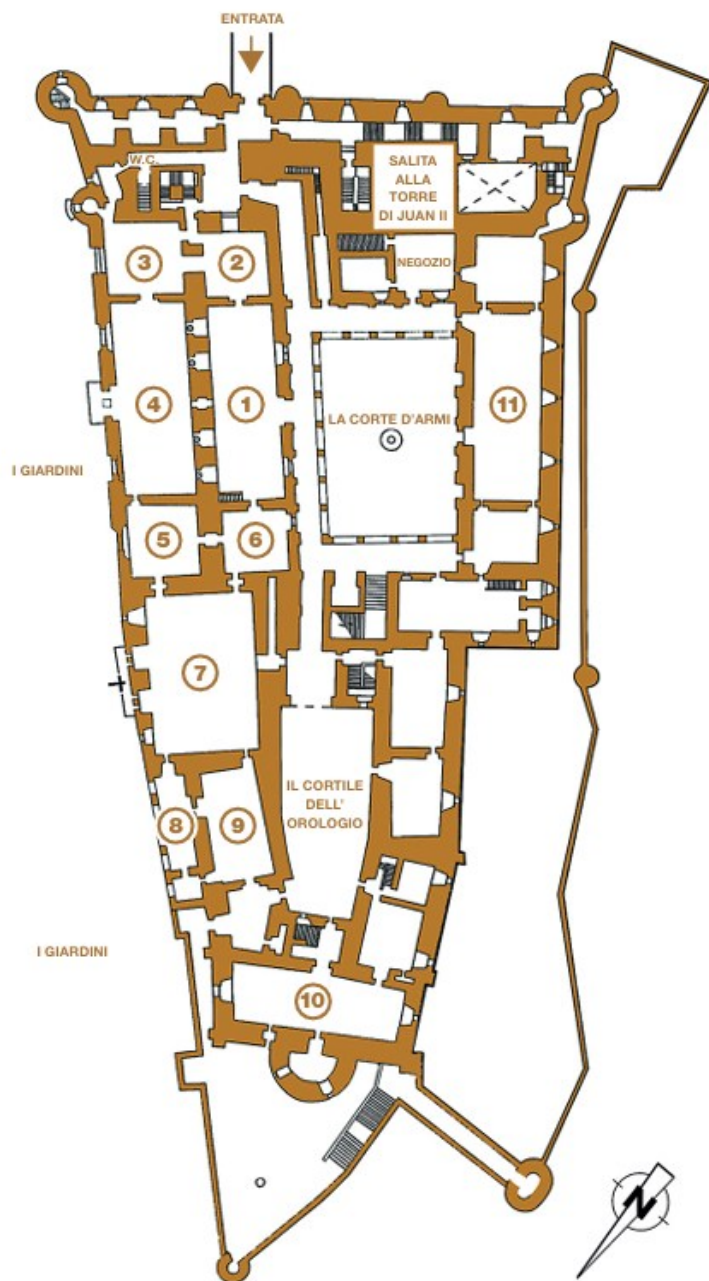 ENTRATA
W.C.
SALITA
ALLA
TORRE
DI JUAN II
NEGOZIO
3
2
4
1
LA CORTE D'ARMI
11
I GIARDINI
5
6
7
IL CORTILE
DELL'
OROLOGIO
8
9
I GIARDINI
10
N